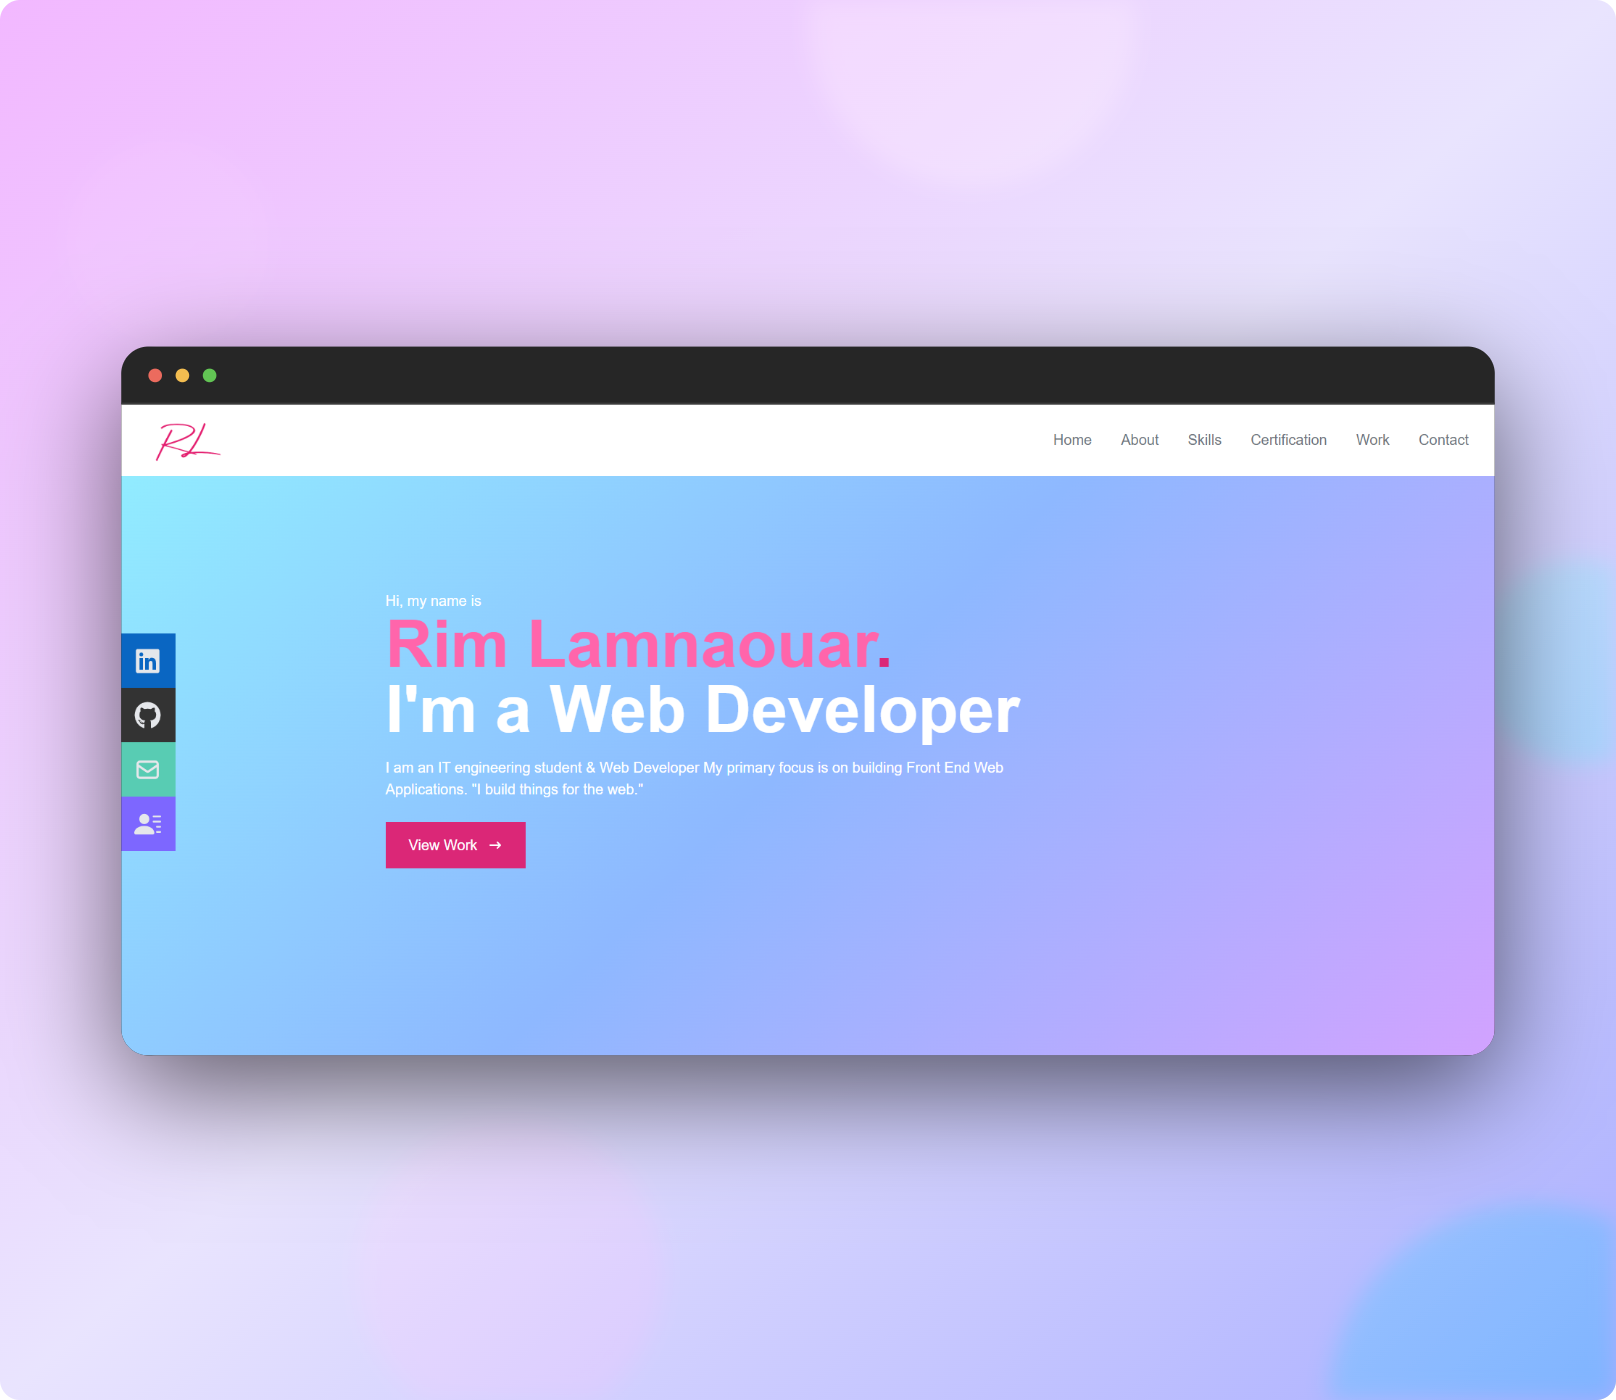 RL
Home About Skills Certification Work Contact
Hi, my name is
Rim Lamnaouar.
I'm a Web Developer
I am an IT engineering student & Web Developer My primary focus is on building Front End Web
Applications. "I build things for the web."
in
View Work →